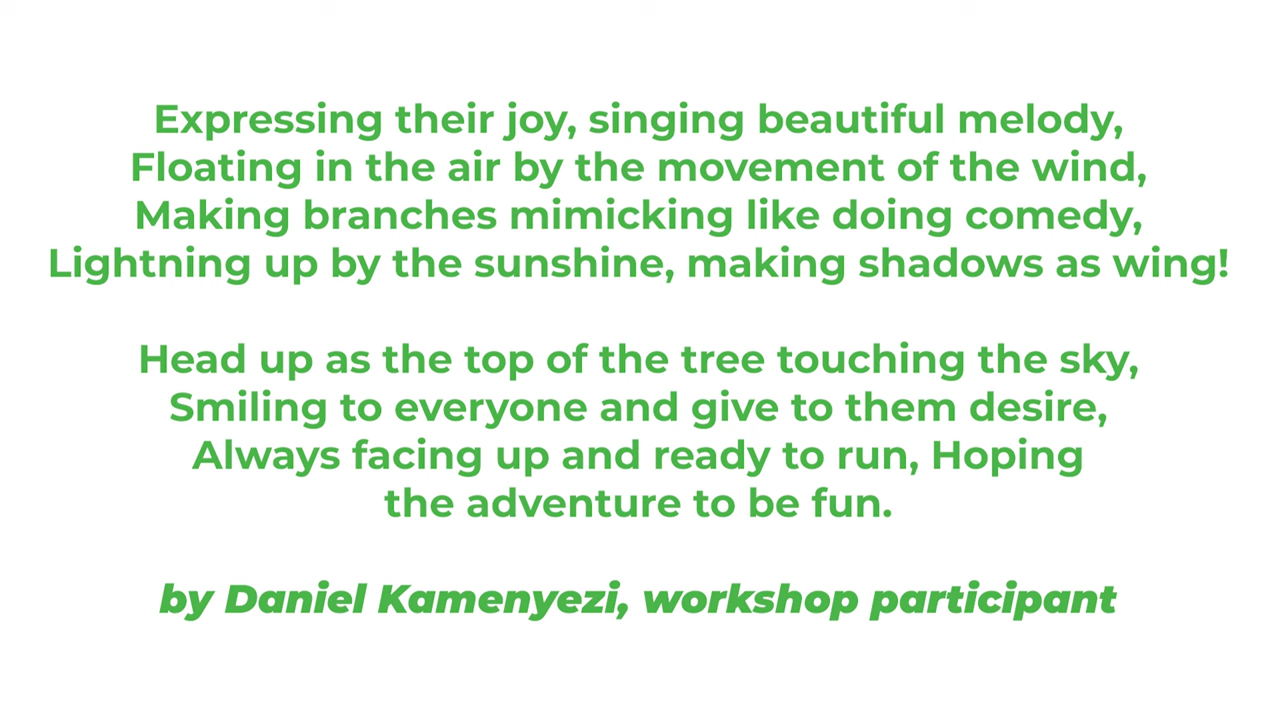 Expressing their joy, singing beautiful melody,
Floating in the air by the movement of the wind,
Making branches mimicking like doing comedy,
Lightning up by the sunshine, making shadows as wing!
Head up as the top of the tree touching the sky,
Smiling to everyone and give to them desire,
Always facing up and ready to run, Hoping
the adventure to be fun.
by Daniel Kamenyezi, workshop participant